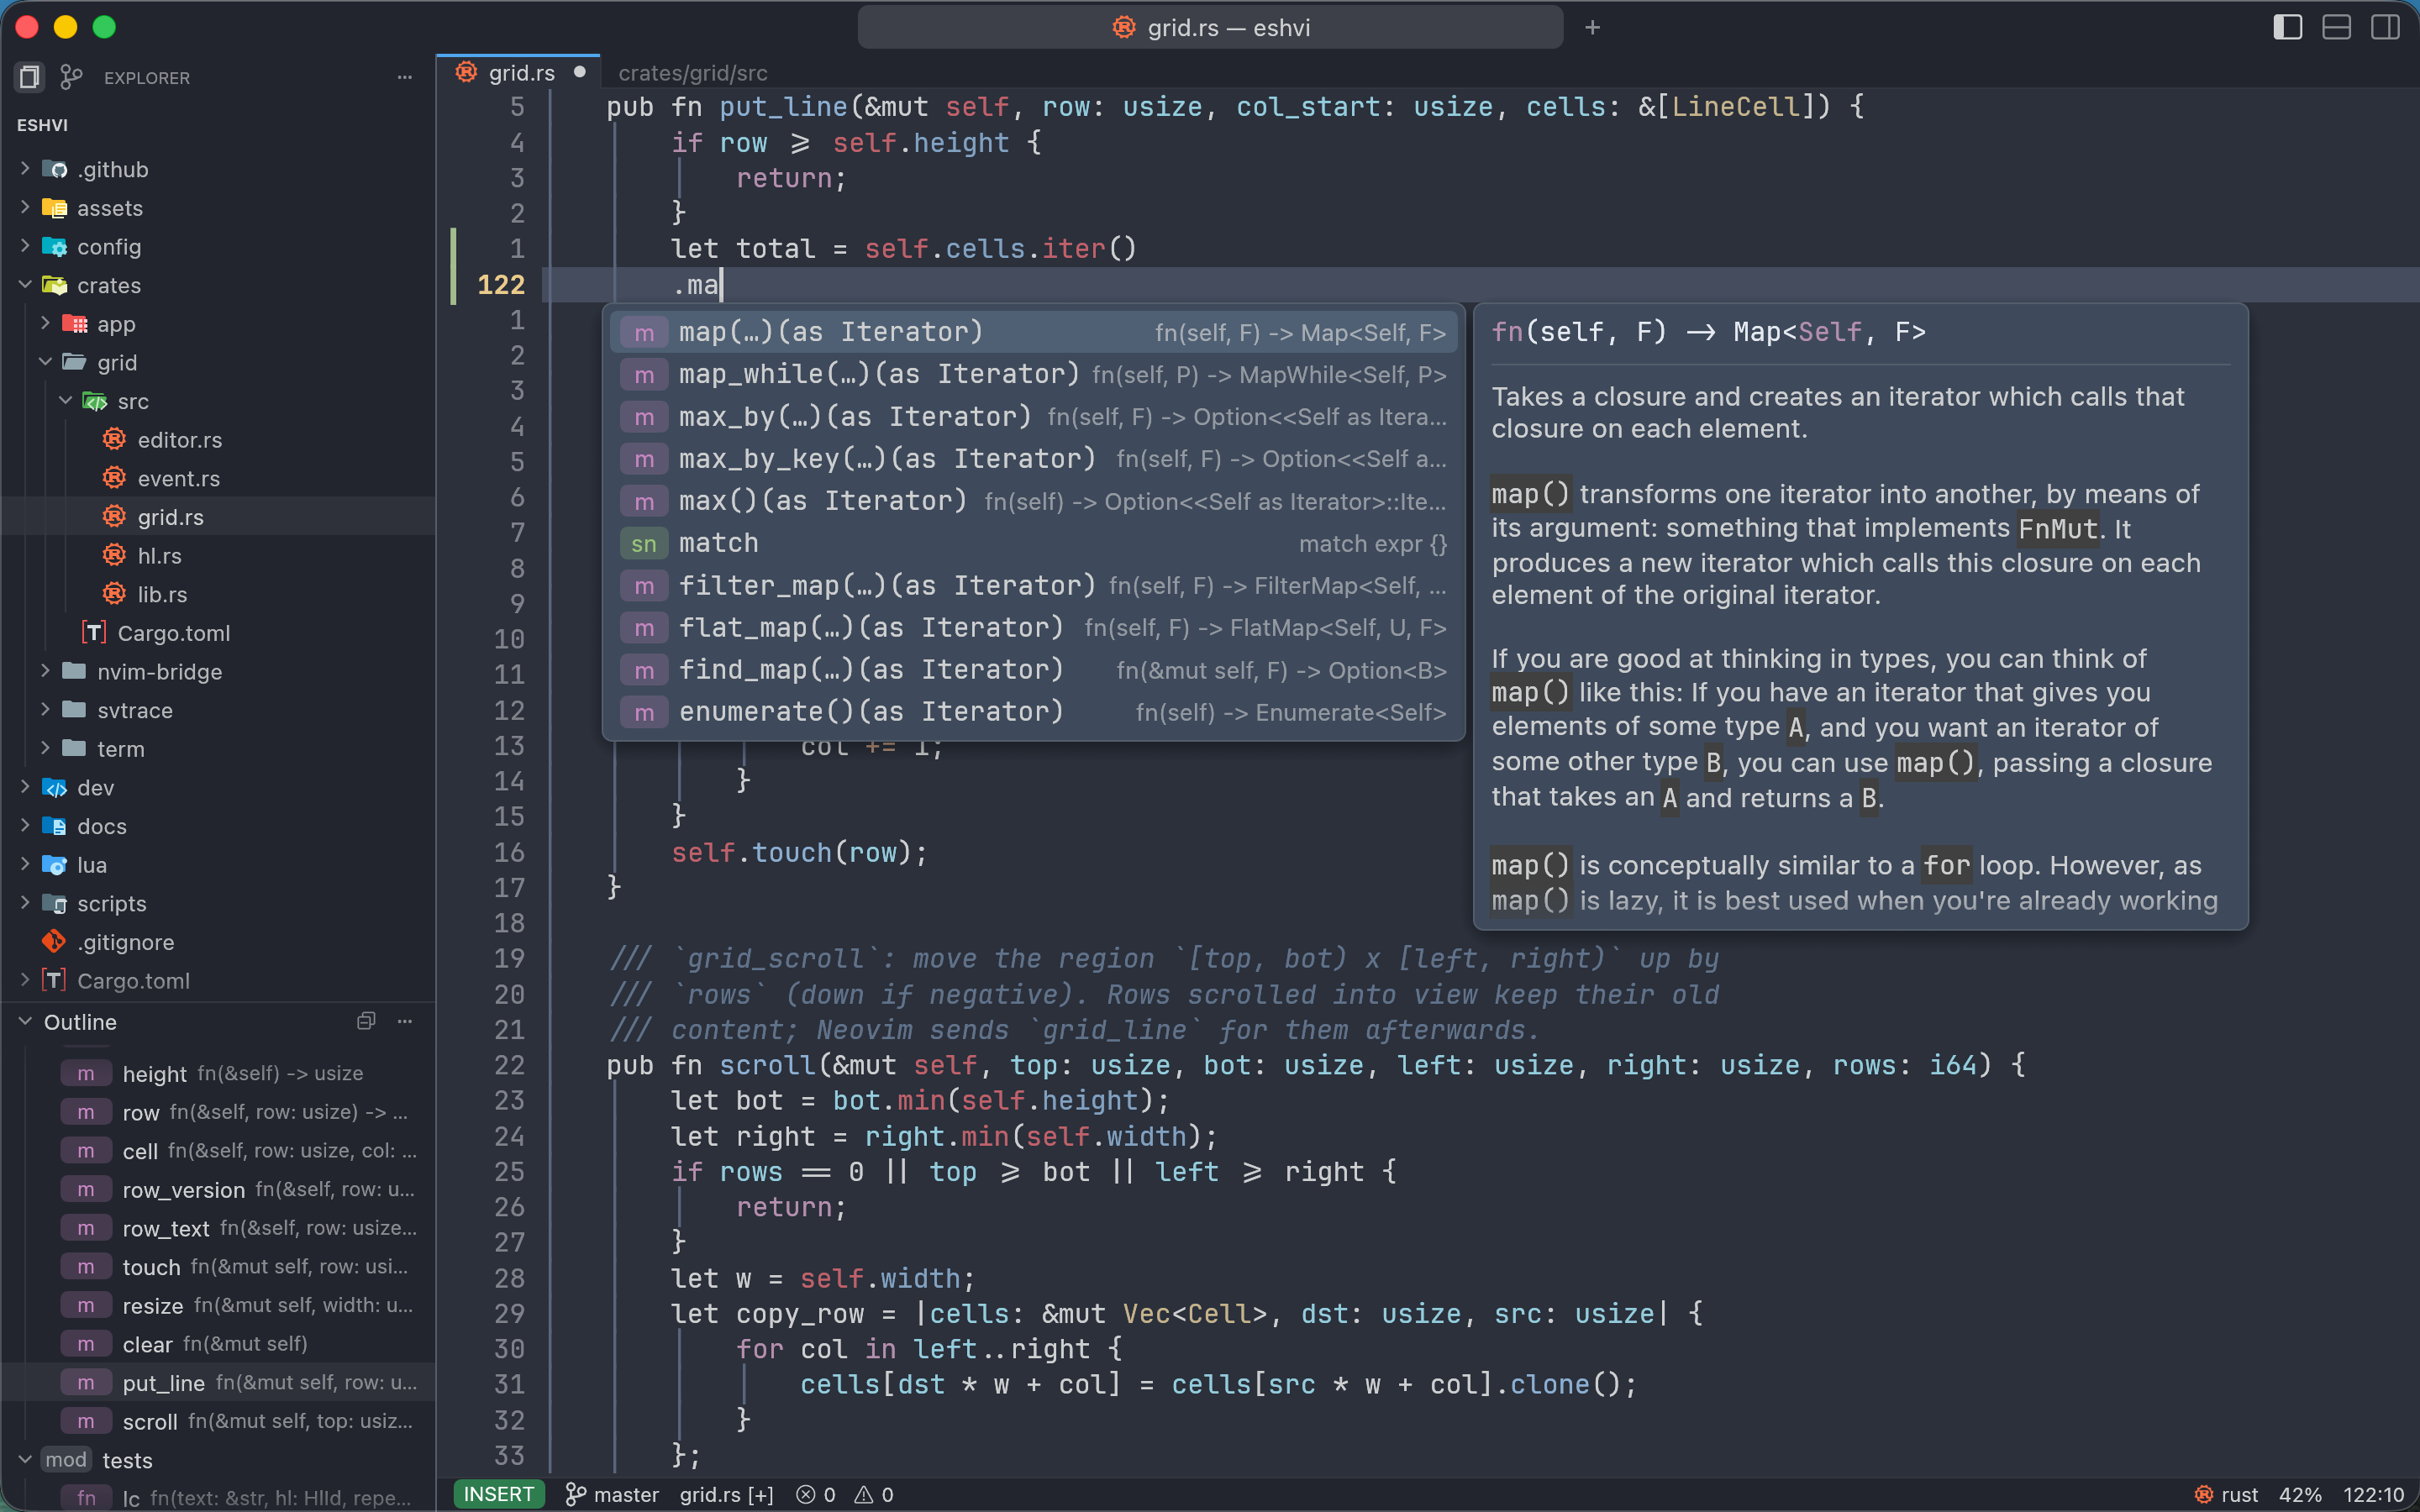 grid.rs — eshvi
+
EXPLORER
...
ESHVI
.github
assets
config
crates
app
grid
src
editor.rs
event.rs
grid.rs
hl.rs
lib.rs
[T] Cargo.toml
nvim-bridge
svtrace
term
dev
docs
lua
scripts
.gitignore
[T] Cargo.toml
Outline
...
m height fn(&self) -> usize
m row fn(&self, row: usize) -> ...
m cell fn(&self, row: usize, col: ...
m row_version fn(&self, row: u...
m row_text fn(&self, row: usize...
m touch fn(&mut self, row: usi...
m resize fn(&mut self, width: u...
m clear fn(&mut self)
m put_line fn(&mut self, row: u...
m scroll fn(&mut self, top: usiz...
mod tests
fn lc fn(text: &str, hl: HlId, repe...
grid.rs ● crates/grid/src
5 pub fn put_line(&mut self, row: usize, col_start: usize, cells: &[LineCell]) {
4 if row ⩾ self.height {
3 return;
2 }
1 let total = self.cells.iter()
122 .ma
1
2
3
4
5
6
7
8
9
10
11
12
13 col += 1;
14 }
15 }
16 self.touch(row);
17 }
18
19 /// `grid_scroll`: move the region `[top, bot) x [left, right)` up by
20 /// `rows` (down if negative). Rows scrolled into view keep their old
21 /// content; Neovim sends `grid_line` for them afterwards.
22 pub fn scroll(&mut self, top: usize, bot: usize, left: usize, right: usize, rows: i64) {
23 let bot = bot.min(self.height);
24 let right = right.min(self.width);
25 if rows == 0 || top ⩾ bot || left ⩾ right {
26 return;
27 }
28 let w = self.width;
29 let copy_row = |cells: &mut Vec<Cell>, dst: usize, src: usize| {
30 for col in left..right {
31 cells[dst * w + col] = cells[src * w + col].clone();
32 }
33 };
m map(…)(as Iterator) fn(self, F) -> Map<Self, F>
m map_while(…)(as Iterator) fn(self, P) -> MapWhile<Self, P>
m max_by(…)(as Iterator) fn(self, F) -> Option<<Self as Itera...
m max_by_key(…)(as Iterator) fn(self, F) -> Option<<Self a...
m max()(as Iterator) fn(self) -> Option<<Self as Iterator>::Ite...
sn match match expr {}
m filter_map(…)(as Iterator) fn(self, F) -> FilterMap<Self, ...
m flat_map(…)(as Iterator) fn(self, F) -> FlatMap<Self, U, F>
m find_map(…)(as Iterator) fn(&mut self, F) -> Option<B>
m enumerate()(as Iterator) fn(self) -> Enumerate<Self>
fn(self, F) → Map<Self, F>
Takes a closure and creates an iterator which calls that
closure on each element.
map() transforms one iterator into another, by means of
its argument: something that implements FnMut. It
produces a new iterator which calls this closure on each
element of the original iterator.
If you are good at thinking in types, you can think of
map() like this: If you have an iterator that gives you
elements of some type A, and you want an iterator of
some other type B, you can use map(), passing a closure
that takes an A and returns a B.
map() is conceptually similar to a for loop. However, as
map() is lazy, it is best used when you're already working
INSERT master grid.rs [+] 0 0 rust 42% 122:10